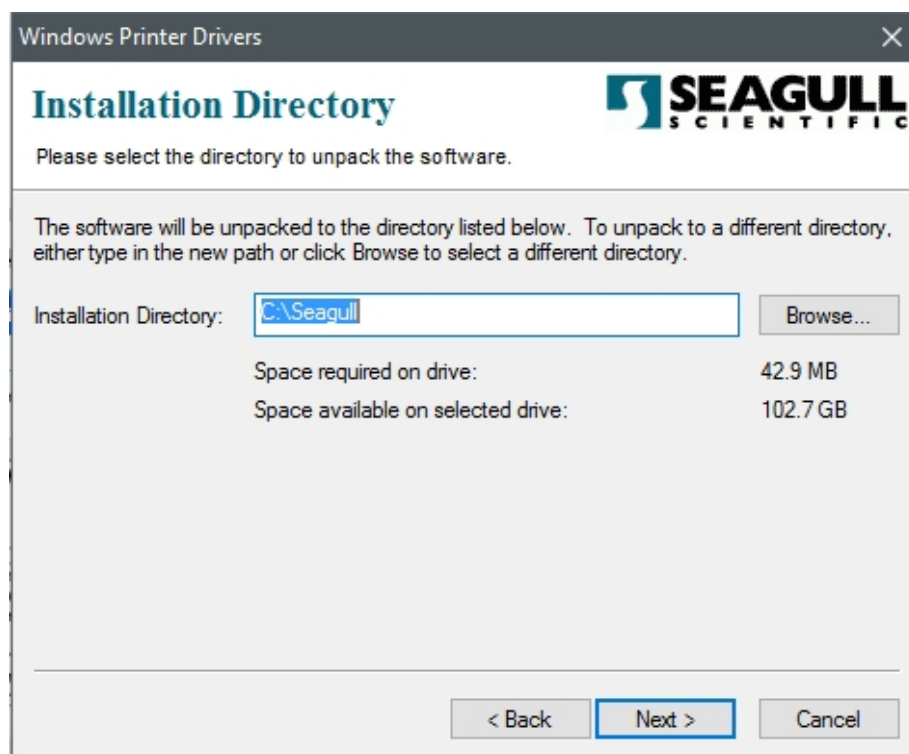 Windows Printer Drivers
Installation Directory
SEAGULL
SCIENTIFIC
Please select the directory to unpack the software.
The software will be unpacked to the directory listed below.  To unpack to a different directory,
either type in the new path or click Browse to select a different directory.
Installation Directory: C:\Seagull Browse...
Space required on drive: 42.9 MB
Space available on selected drive: 102.7 GB
< Back Next > Cancel